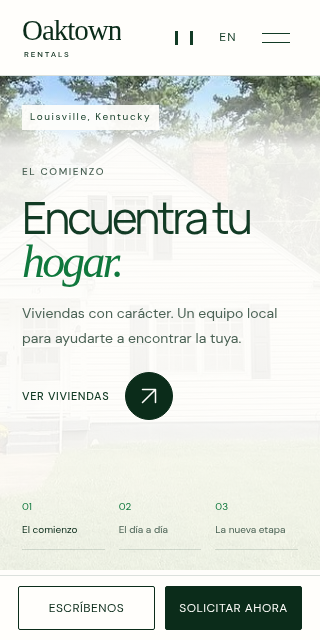 Oaktown
RENTALS
EN
Louisville, Kentucky
EL COMIENZO
Encuentra tu
hogar.
Viviendas con carácter. Un equipo local
para ayudarte a encontrar la tuya.
VER VIVIENDAS
01
El comienzo
02
El día a día
03
La nueva etapa
ESCRÍBENOS
SOLICITAR AHORA